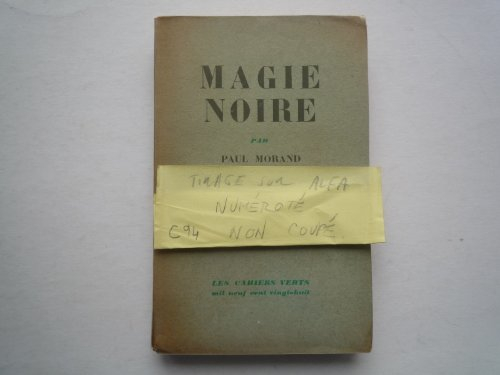 MAGIE
NOIRE
PAR
PAUL MORAND
TIRAGE SUR ALFA
NUMÉROTÉ
C94 NON COUPÉ.
LES CAHIERS VERTS
mil neuf cent vingt-huit